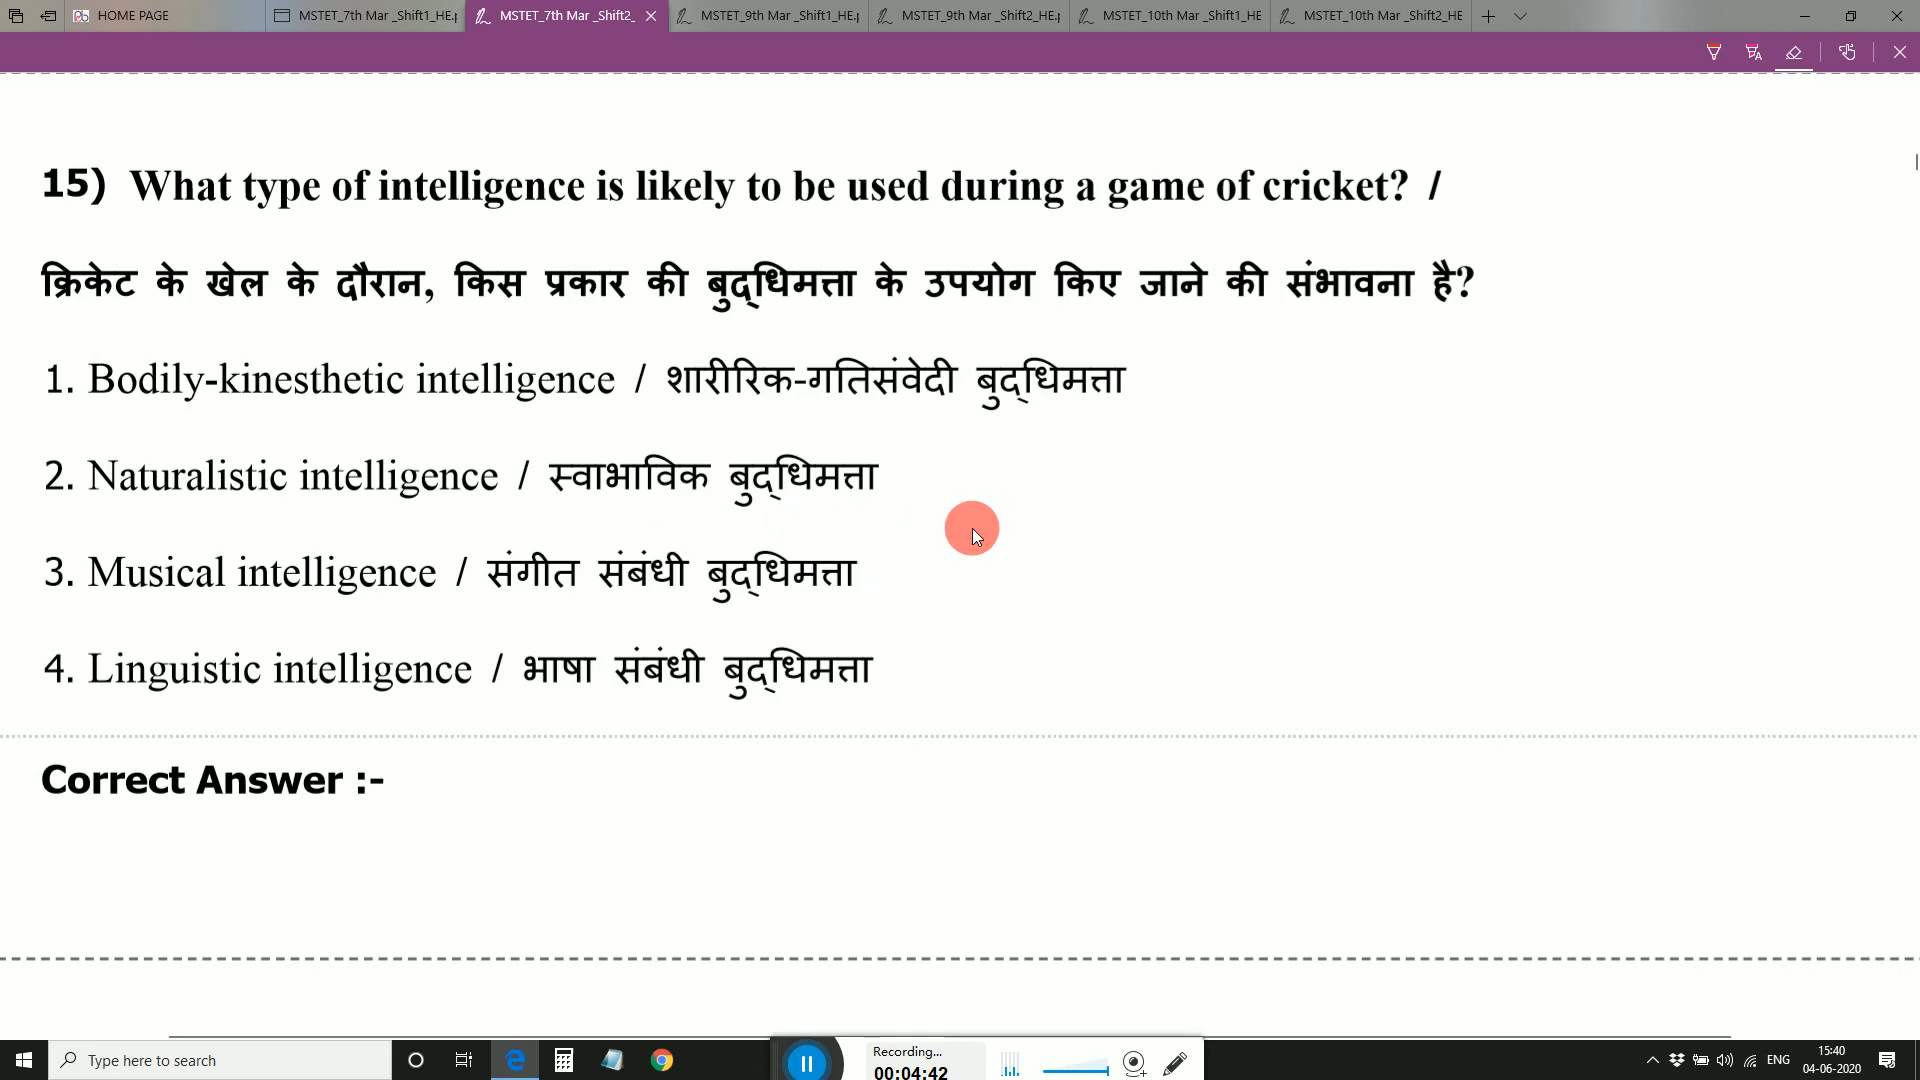 HOME PAGE
MSTET_7th Mar _Shift1_HE.p
MSTET_7th Mar _Shift2_
MSTET_9th Mar _Shift1_HE.p
MSTET_9th Mar _Shift2_HE.p
MSTET_10th Mar _Shift1_HE
MSTET_10th Mar _Shift2_HE
15) What type of intelligence is likely to be used during a game of cricket? /
क्रिकेट के खेल के दौरान, किस प्रकार की बुद्धिमत्ता के उपयोग किए जाने की संभावना है?
1. Bodily-kinesthetic intelligence / शारीरिक-गतिसंवेदी बुद्धिमत्ता
2. Naturalistic intelligence / स्वाभाविक बुद्धिमत्ता
3. Musical intelligence / संगीत संबंधी बुद्धिमत्ता
4. Linguistic intelligence / भाषा संबंधी बुद्धिमत्ता
Correct Answer :-
Type here to search
Recording...
00:04:42
ENG
15:40
04-06-2020